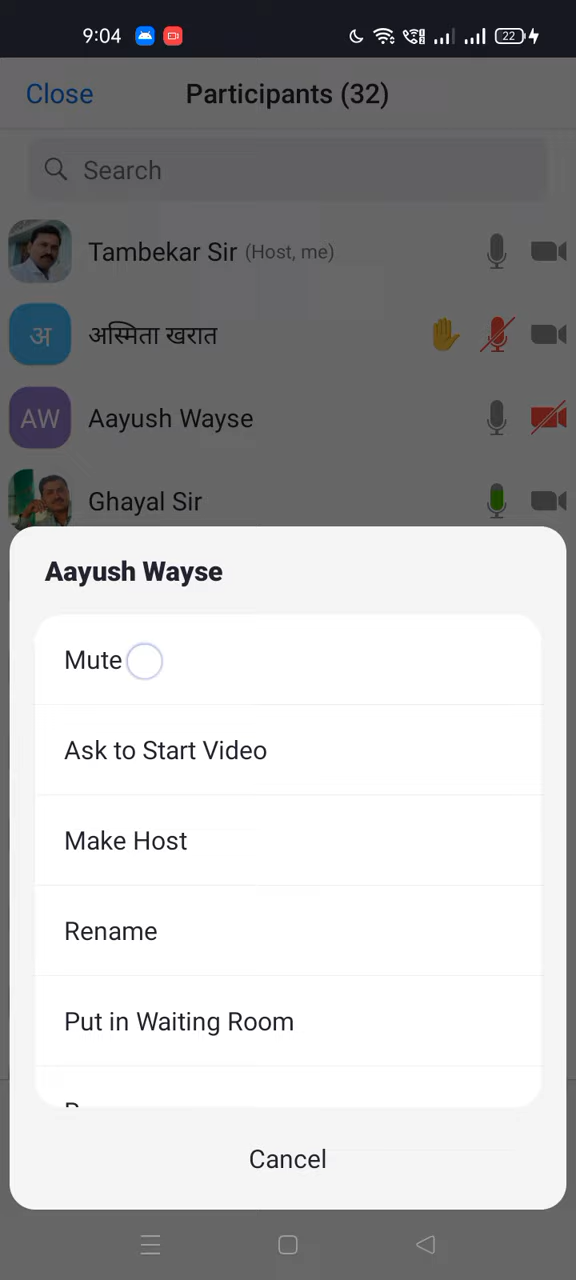 9:04 22
Close Participants (32)
Search
Tambekar Sir (Host, me)
अ अस्मिता खरात
AW Aayush Wayse
Ghayal Sir
Aayush Wayse
Mute
Ask to Start Video
Make Host
Rename
Put in Waiting Room
Cancel